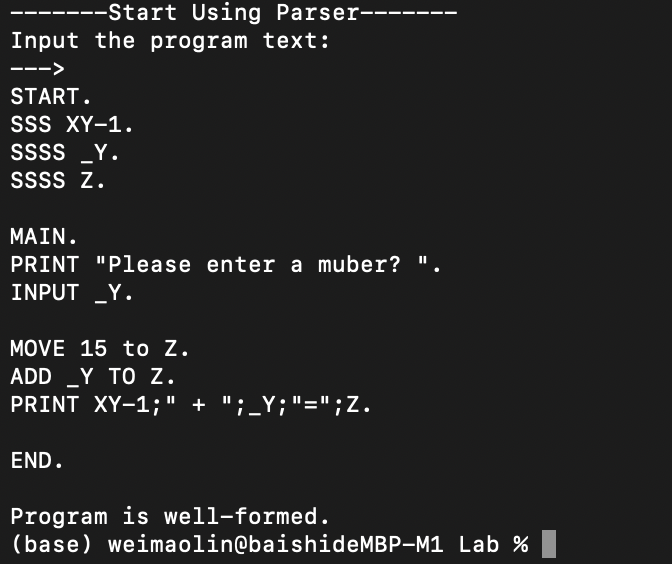 -------Start Using Parser-------
Input the program text:
--->
START.
SSS XY-1.
SSSS _Y.
SSSS Z.
MAIN.
PRINT "Please enter a muber? ".
INPUT _Y.
MOVE 15 to Z.
ADD _Y TO Z.
PRINT XY-1;" + ";_Y;"=";Z.
END.
Program is well-formed.
(base) weimaolin@baishideMBP-M1 Lab %